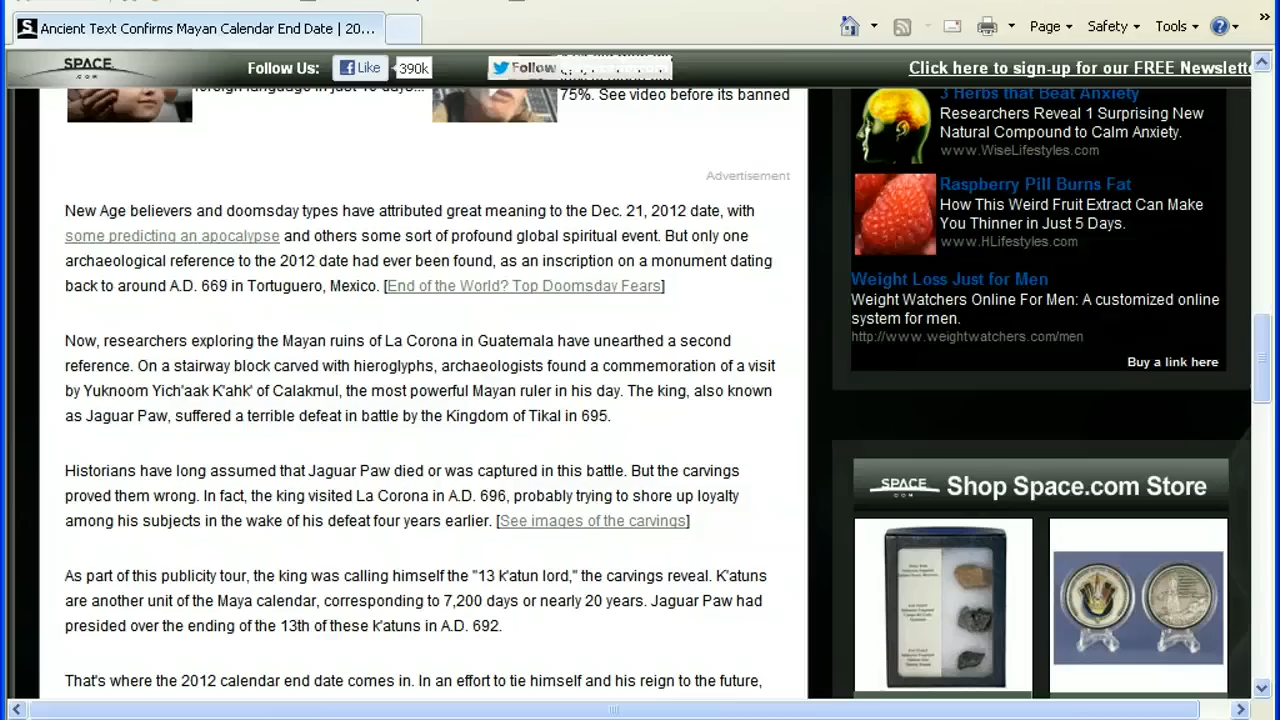 Ancient Text Confirms Mayan Calendar End Date | 20...
Page
Safety
Tools
»
SPACE
.COM
Follow Us:
Like
390k
Follow
Click here to sign-up for our FREE Newslette
75%. See video before its banned
Advertisement
New Age believers and doomsday types have attributed great meaning to the Dec. 21, 2012 date, with
some predicting an apocalypse and others some sort of profound global spiritual event. But only one
archaeological reference to the 2012 date had ever been found, as an inscription on a monument dating
back to around A.D. 669 in Tortuguero, Mexico. [End of the World? Top Doomsday Fears]
Now, researchers exploring the Mayan ruins of La Corona in Guatemala have unearthed a second
reference. On a stairway block carved with hieroglyphs, archaeologists found a commemoration of a visit
by Yuknoom Yich'aak K'ahk' of Calakmul, the most powerful Mayan ruler in his day. The king, also known
as Jaguar Paw, suffered a terrible defeat in battle by the Kingdom of Tikal in 695.
Historians have long assumed that Jaguar Paw died or was captured in this battle. But the carvings
proved them wrong. In fact, the king visited La Corona in A.D. 696, probably trying to shore up loyalty
among his subjects in the wake of his defeat four years earlier. [See images of the carvings]
As part of this publicity tour, the king was calling himself the "13 k'atun lord," the carvings reveal. K'atuns
are another unit of the Maya calendar, corresponding to 7,200 days or nearly 20 years. Jaguar Paw had
presided over the ending of the 13th of these k'atuns in A.D. 692.
That's where the 2012 calendar end date comes in. In an effort to tie himself and his reign to the future,
3 Herbs that Beat Anxiety
Researchers Reveal 1 Surprising New
Natural Compound to Calm Anxiety.
www.WiseLifestyles.com
Raspberry Pill Burns Fat
How This Weird Fruit Extract Can Make
You Thinner in Just 5 Days.
www.HLifestyles.com
Weight Loss Just for Men
Weight Watchers Online For Men: A customized online
system for men.
http://www.weightwatchers.com/men
Buy a link here
SPACE
.COM
Shop Space.com Store